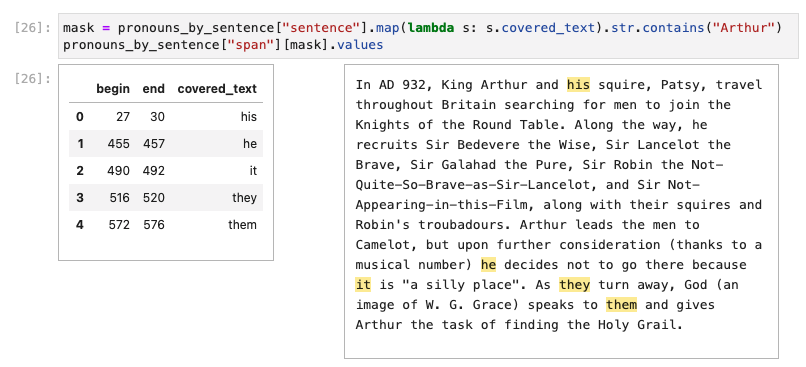 [26]: mask = pronouns_by_sentence["sentence"].map(lambda s: s.covered_text).str.contains("Arthur")
pronouns_by_sentence["span"][mask].values
[26]:
begin end covered_text
0 27 30 his
1 455 457 he
2 490 492 it
3 516 520 they
4 572 576 them
In AD 932, King Arthur and his squire, Patsy, travel
throughout Britain searching for men to join the
Knights of the Round Table. Along the way, he
recruits Sir Bedevere the Wise, Sir Lancelot the
Brave, Sir Galahad the Pure, Sir Robin the Not-
Quite-So-Brave-as-Sir-Lancelot, and Sir Not-
Appearing-in-this-Film, along with their squires and
Robin's troubadours. Arthur leads the men to
Camelot, but upon further consideration (thanks to a
musical number) he decides not to go there because
it is "a silly place". As they turn away, God (an
image of W. G. Grace) speaks to them and gives
Arthur the task of finding the Holy Grail.